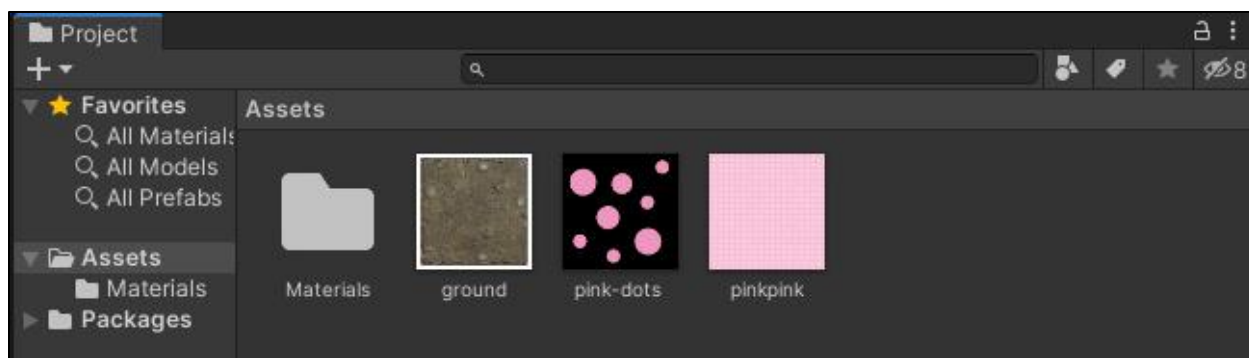 Project
8
Favorites
All Materials
All Models
All Prefabs
Assets
Materials
Packages
Assets
Materials
ground
pink-dots
pinkpink